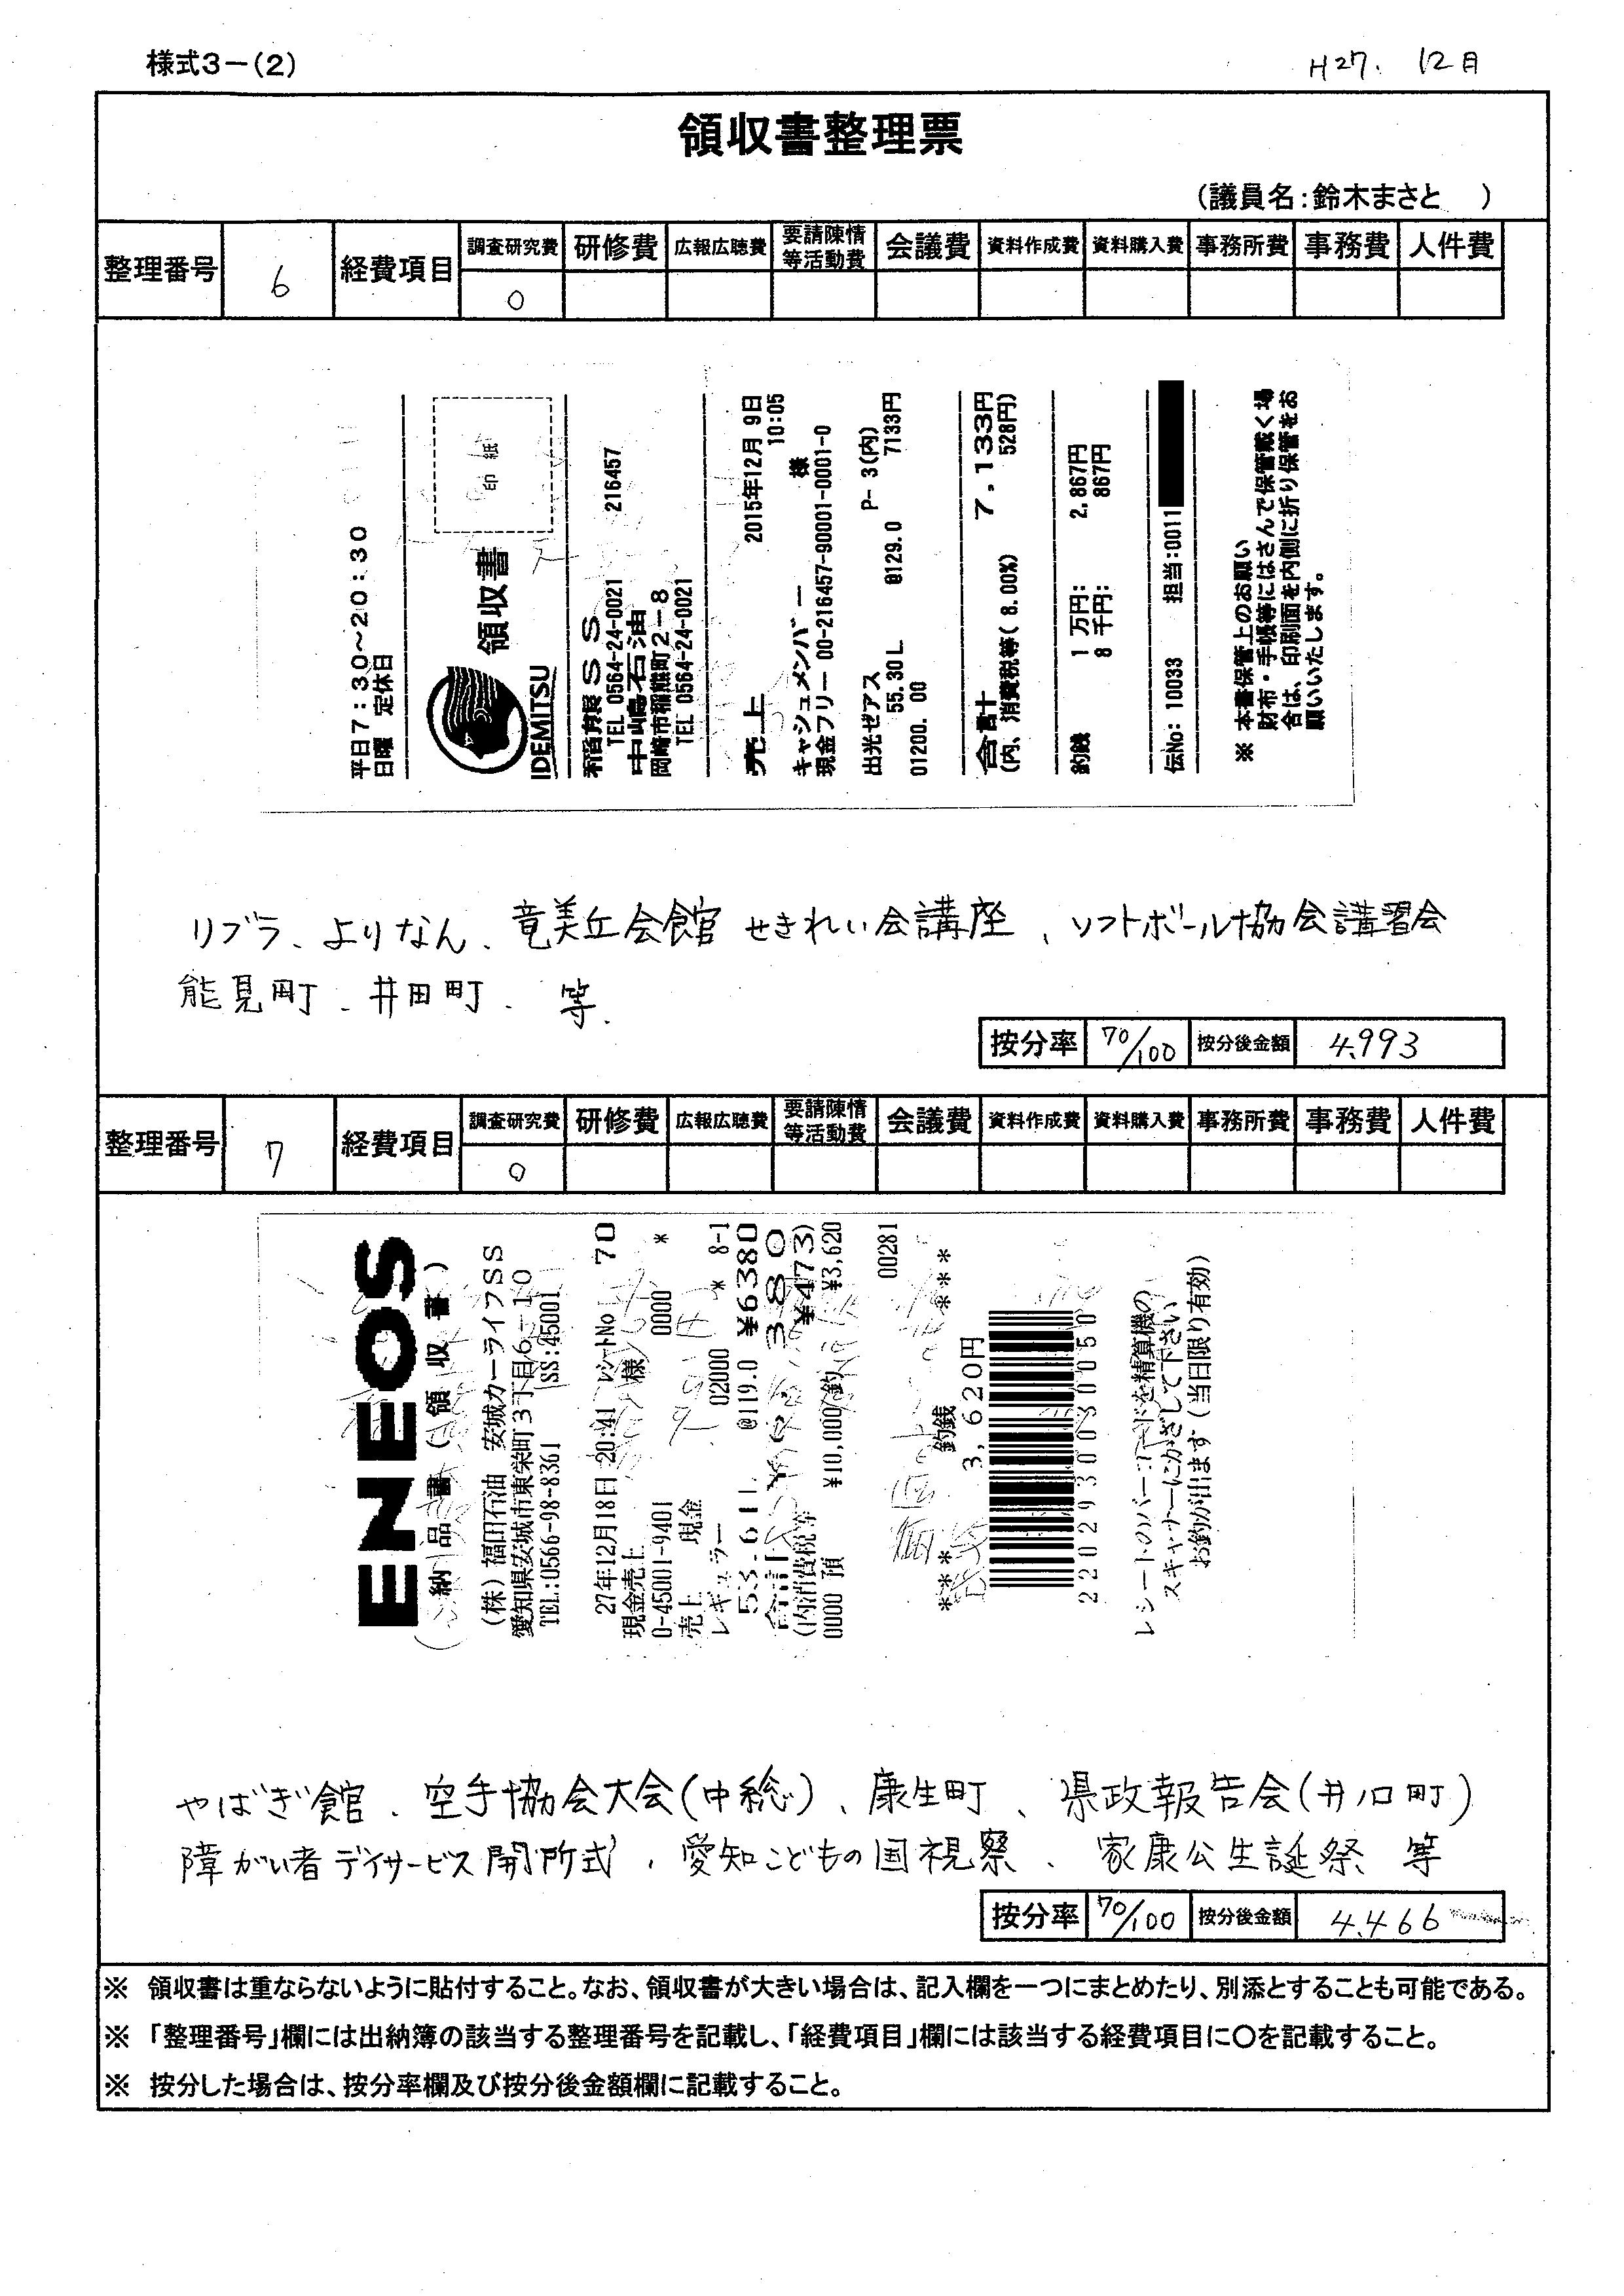 様式3-(2)
H27. 12月
領収書整理票
(議員名:鈴木まさと )
整理番号 6 経費項目 調査研究費 研修費 広報広聴費 要請陳情等活動費 会議費 資料作成費 資料購入費 事務所費 事務費 人件費
○
平日7:30~20:30
日曜 定休日
IDEMITSU
領収書
印紙
SS 216457
TEL 0564-24-0021
中嶋石油
岡崎市稲熊町2-8
TEL 0564-24-0021
売上 2015年12月 9日
10:05
キャッシュメンバー 様
現金フリー 00-216457-90001-0001-0
出光ゼアス P- 3(内)
55.30L @129.0 7133円
01200. 00
合計 7,133円
(内、消費税等( 8.00%) 528円)
釣銭 1 万円: 2,867円
8 千円: 867円
伝No: 10033 担当:0011
※ 本書保管上のお願い
財布・手帳等にはさんで保管戴く場
合は、印刷面を内側に折り保管をお
願いいたします。
リブラ、よりなん、竜美丘会館 せきれい会講座、ソフトボール協会講習会
能見町、井田町、等.
按分率 70/100 按分後金額 4,993
整理番号 7 経費項目 調査研究費 研修費 広報広聴費 要請陳情等活動費 会議費 資料作成費 資料購入費 事務所費 事務費 人件費
○
ENEOS
納品書(領収書)
(株)福田石油 安城カーライフSS
愛知県安城市東栄町3丁目6-10
TEL:0566-98-8361 SS:45001
27年12月18日 20:41 レシートNo 70
現金売上 様
0-45001-9401 0000 *
売上 現金
レギュラー 02000 * 8-1
53.61L @119.0 ¥6380
合計 ¥6380
(内消費税等 ¥473)
0000 預 ¥10,000 釣 ¥3,620
00281
**** 釣銭 ****
3,620円
2202930030050
レシートのバーコードを精算機の
スキャナーにかざして下さい
お釣が出ます(当日限り有効)
やはぎ館、空手協会大会(中総)、康生町、県政報告会(井ノ口町)
障がい者デイサービス開所式、愛知こどもの国視察、家康公生誕祭 等
按分率 70/100 按分後金額 4,466
※ 領収書は重ならないように貼付すること。なお、領収書が大きい場合は、記入欄を一つにまとめたり、別添とすることも可能である。
※ 「整理番号」欄には出納簿の該当する整理番号を記載し、「経費項目」欄には該当する経費項目に○を記載すること。
※ 按分した場合は、按分率欄及び按分後金額欄に記載すること。